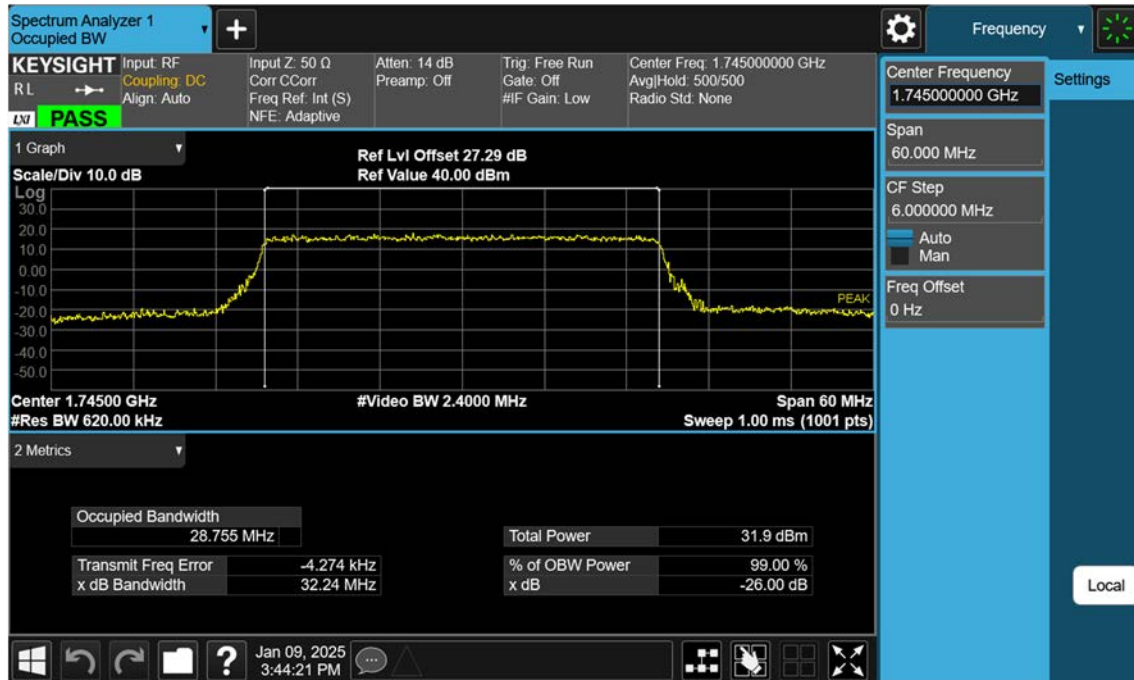 Spectrum Analyzer 1
Occupied BW
+
Frequency
KEYSIGHT
R L
LXI
PASS
Input: RF
Coupling: DC
Align: Auto
Input Z: 50 Ω
Corr CCorr
Freq Ref: Int (S)
NFE: Adaptive
Atten: 14 dB
Preamp: Off
Trig: Free Run
Gate: Off
#IF Gain: Low
Center Freq: 1.745000000 GHz
Avg|Hold: 500/500
Radio Std: None
Center Frequency
1.745000000 GHz
Settings
Span
60.000 MHz
CF Step
6.000000 MHz
Auto
Man
Freq Offset
0 Hz
Local
1 Graph
Ref Lvl Offset 27.29 dB
Scale/Div 10.0 dB
Ref Value 40.00 dBm
Log
30.0
20.0
10.0
0.00
-10.0
-20.0
-30.0
-40.0
-50.0
PEAK
Center 1.74500 GHz
#Video BW 2.4000 MHz
Span 60 MHz
#Res BW 620.00 kHz
Sweep 1.00 ms (1001 pts)
2 Metrics
Occupied Bandwidth
28.755 MHz
Total Power 31.9 dBm
Transmit Freq Error -4.274 kHz
% of OBW Power 99.00 %
x dB Bandwidth 32.24 MHz
x dB -26.00 dB
?
Jan 09, 2025
3:44:21 PM